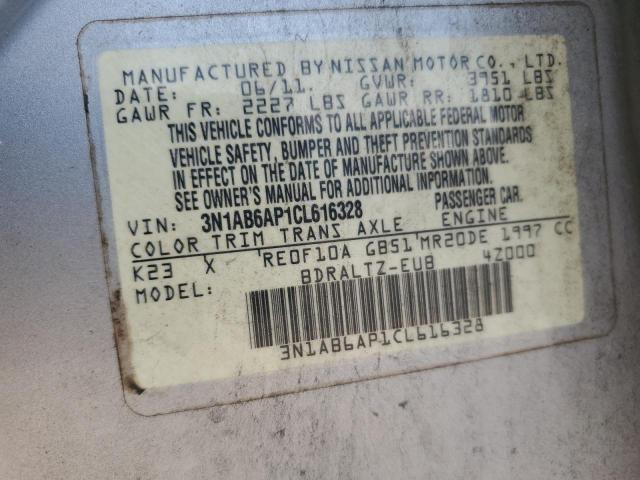 MANUFACTURED BY NISSAN MOTOR CO., LTD.
DATE: 06/11. GVWR: 3951 LBS
GAWR FR: 2227 LBS GAWR RR: 1810 LBS
THIS VEHICLE CONFORMS TO ALL APPLICABLE FEDERAL MOTOR
VEHICLE SAFETY, BUMPER AND THEFT PREVENTION STANDARDS
IN EFFECT ON THE DATE OF MANUFACTURE SHOWN ABOVE.
SEE OWNER'S MANUAL FOR ADDITIONAL INFORMATION.
VIN: 3N1AB6AP1CL616328 PASSENGER CAR.
COLOR TRIM TRANS AXLE ENGINE
K23 X RE0F10A GB51 MR20DE 1997 CC
MODEL: BDRALTZ-EUB 4Z000
3N1AB6AP1CL616328